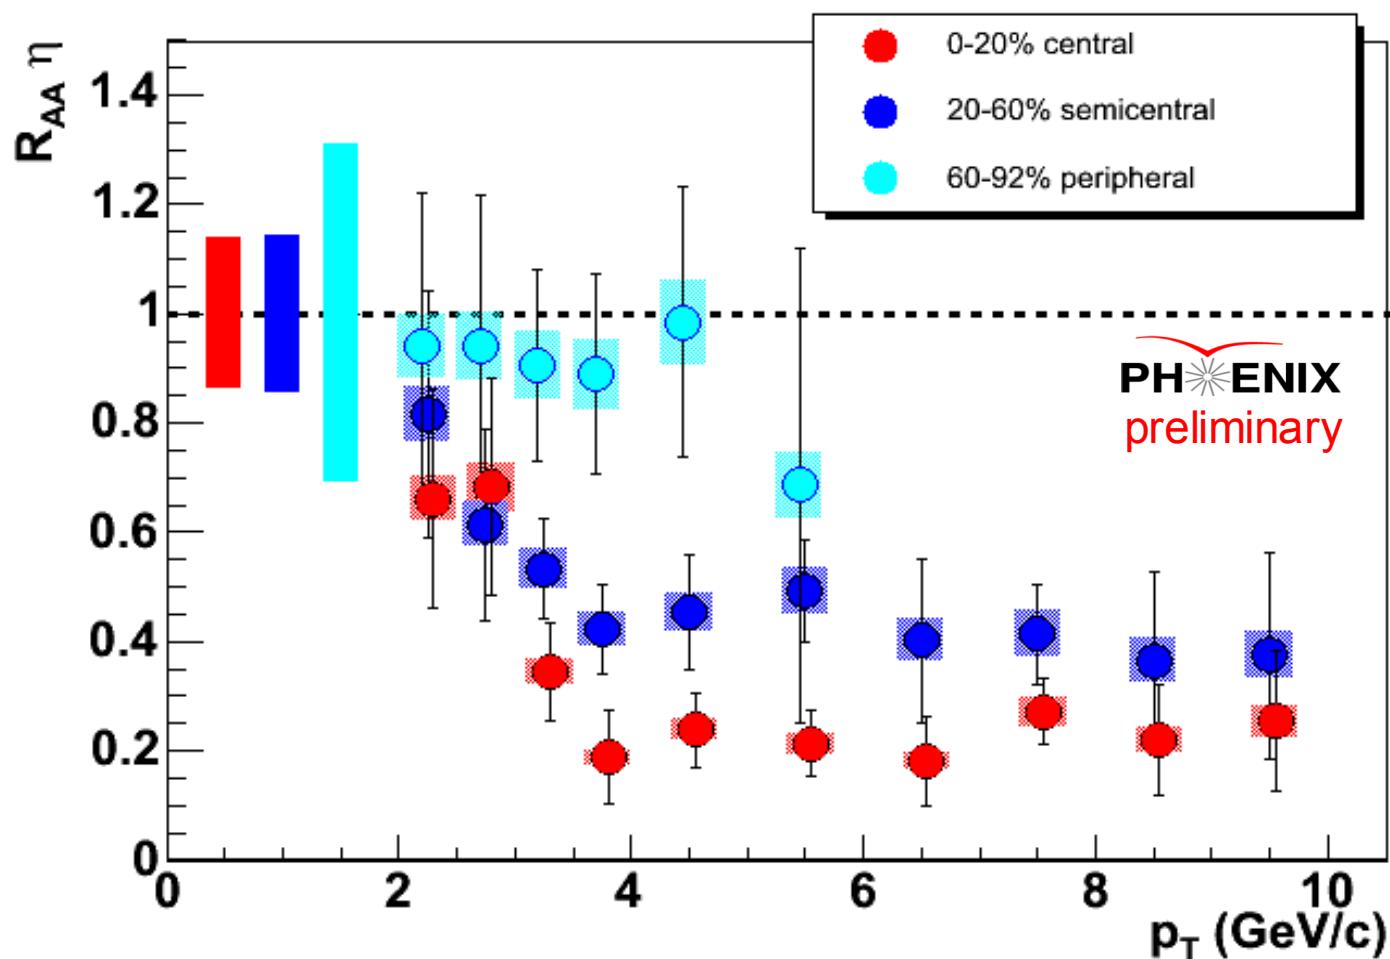 R_AA η
1.4
1.2
1
0.8
0.6
0.4
0.2
0
0 2 4 6 8 10
p_T (GeV/c)
0-20% central
20-60% semicentral
60-92% peripheral
PHENIX
preliminary